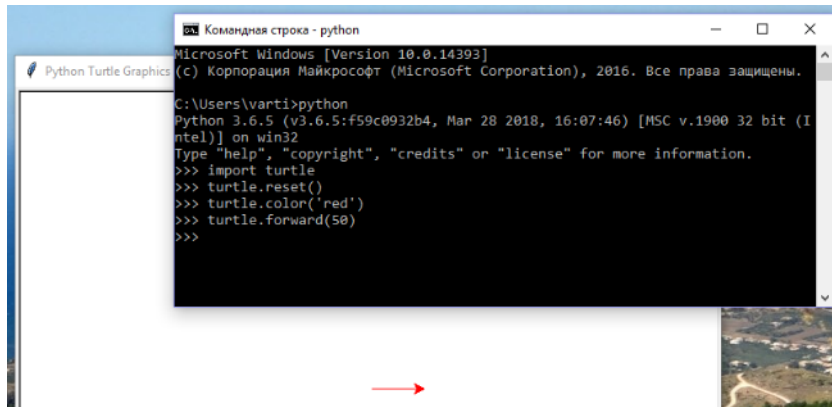 Командная строка - python
Python Turtle Graphics
Microsoft Windows [Version 10.0.14393]
(c) Корпорация Майкрософт (Microsoft Corporation), 2016. Все права защищены.
C:\Users\varti>python
Python 3.6.5 (v3.6.5:f59c0932b4, Mar 28 2018, 16:07:46) [MSC v.1900 32 bit (I
ntel)] on win32
Type "help", "copyright", "credits" or "license" for more information.
>>> import turtle
>>> turtle.reset()
>>> turtle.color('red')
>>> turtle.forward(50)
>>>